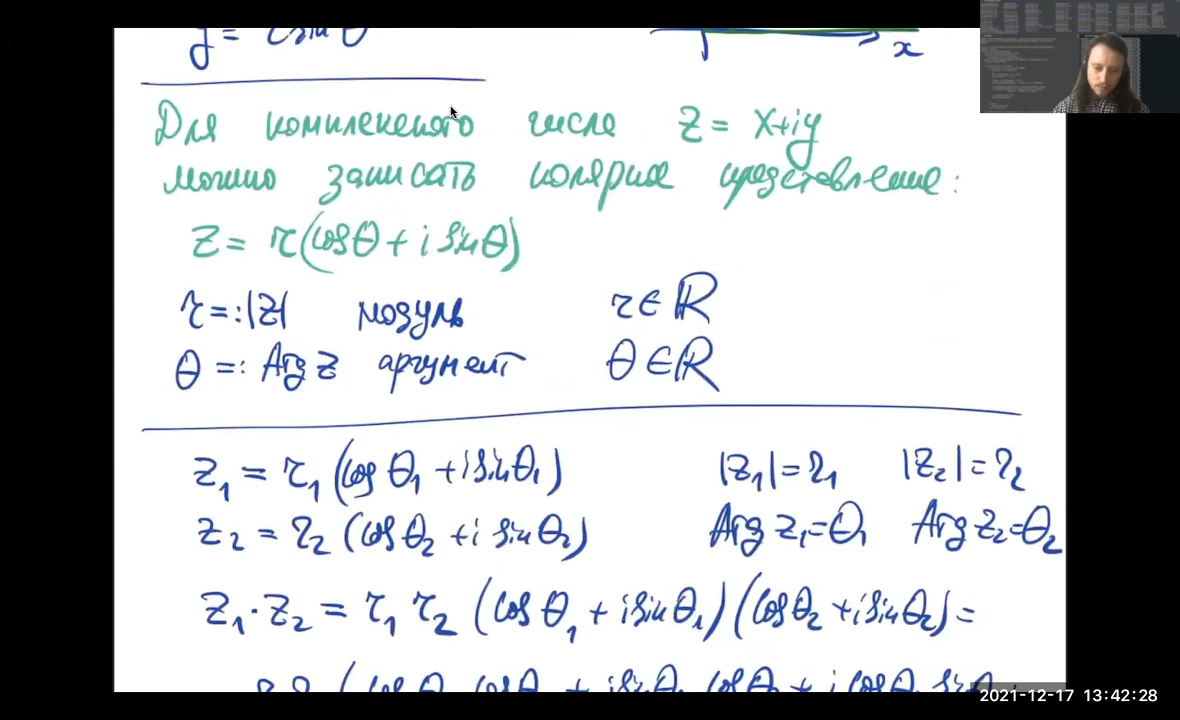 y = r sin θ
x
Для комплексного числа z = x+iy
можно записать полярное представление:
z = r(cosθ + i sinθ)
r =: |z| модуль r ∈ ℝ
θ =: Arg z аргумент θ ∈ ℝ
z₁ = r₁ (cos θ₁ + i sin θ₁) |z₁| = r₁ |z₂| = r₂
z₂ = r₂ (cos θ₂ + i sin θ₂) Arg z₁ = θ₁ Arg z₂ = θ₂
z₁ · z₂ = r₁ r₂ (cos θ₁ + i sin θ₁)(cos θ₂ + i sin θ₂) =
2021-12-17 13:42:28